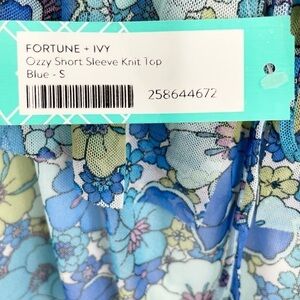 FORTUNE + IVY
Ozzy Short Sleeve Knit Top
Blue - S
258644672